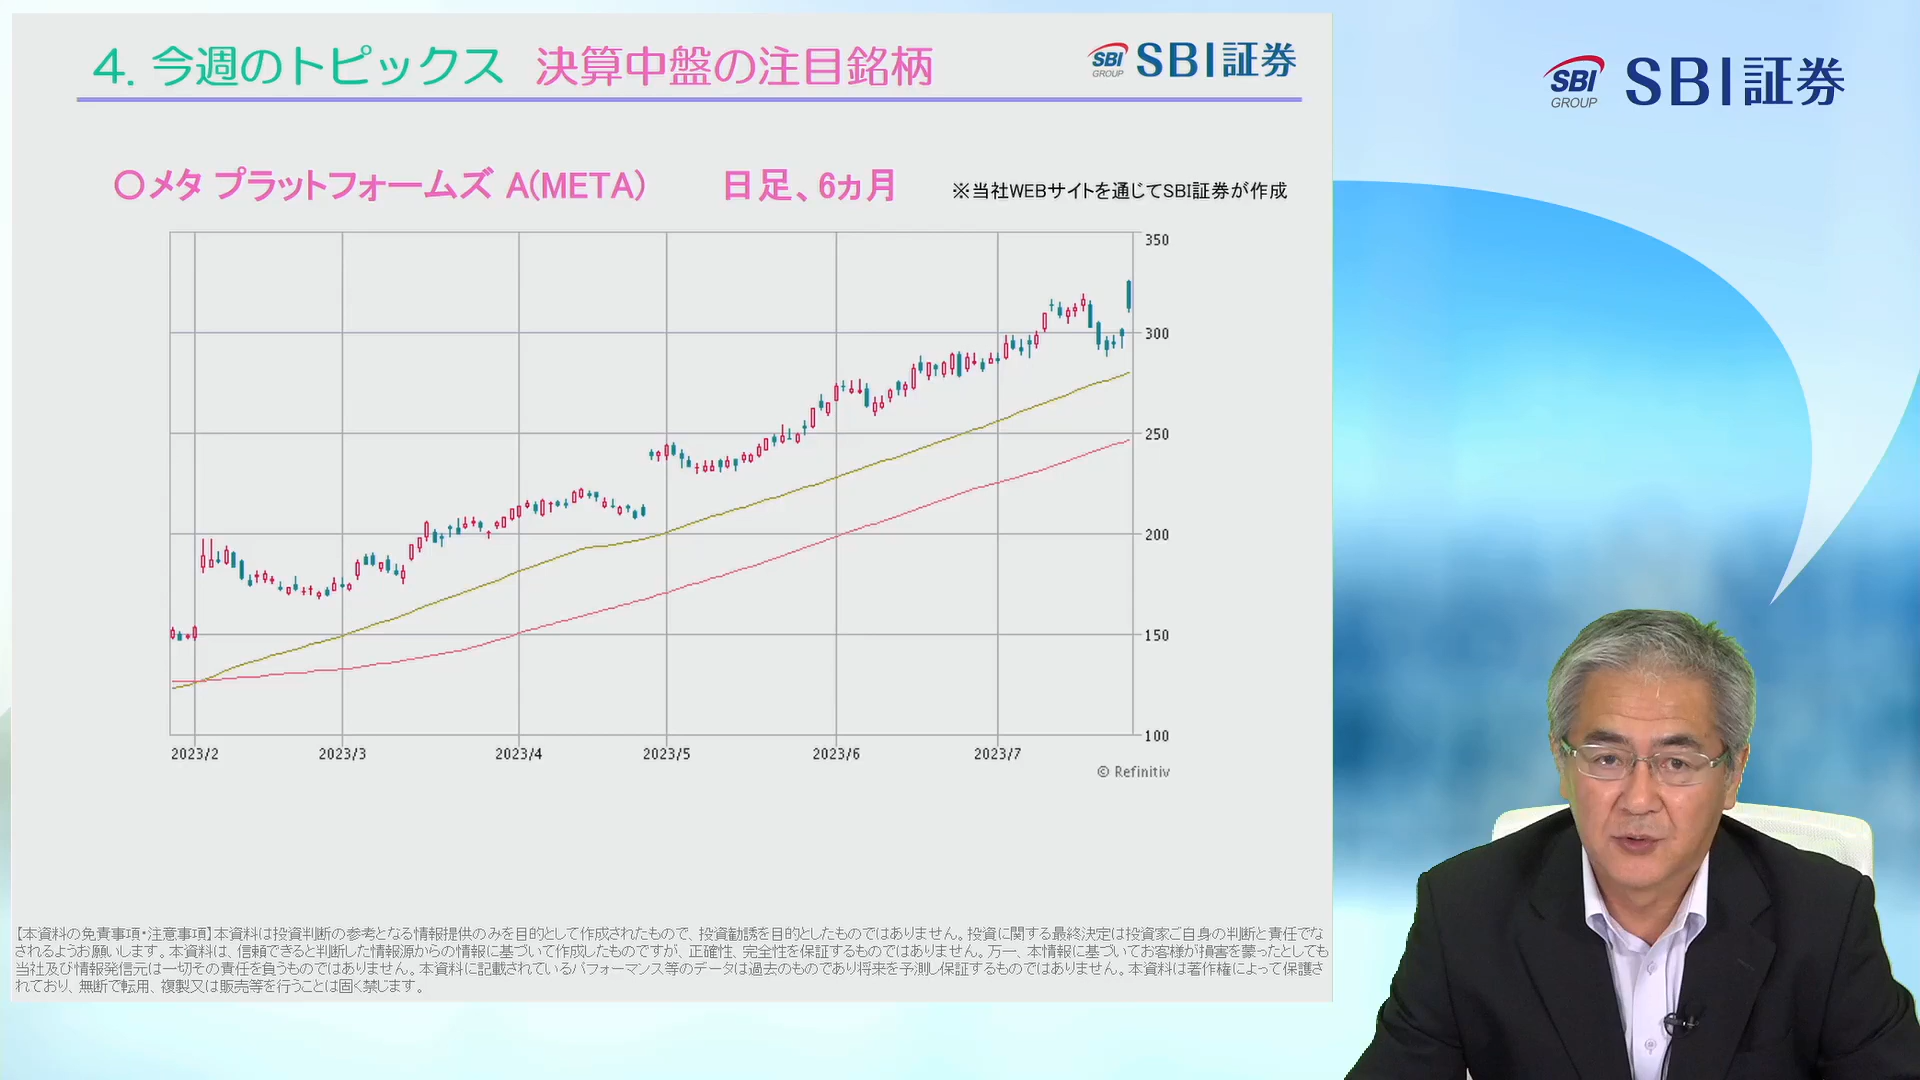 4. 今週のトピックス 決算中盤の注目銘柄
SBI GROUP SBI証券
SBI GROUP SBI証券
〇メタ プラットフォームズ A(META) 日足、6ヵ月 ※当社WEBサイトを通じてSBI証券が作成
350
300
250
200
150
100
2023/2 2023/3 2023/4 2023/5 2023/6 2023/7
© Refinitiv
【本資料の免責事項・注意事項】本資料は投資判断の参考となる情報提供のみを目的として作成されたもので、投資勧誘を目的としたものではありません。投資に関する最終決定は投資家ご自身の判断と責任でな
されるようお願いします。本資料は、信頼できると判断した情報源からの情報に基づいて作成したものですが、正確性、完全性を保証するものではありません。万一、本情報に基づいてお客様が損害を蒙ったとしても
当社及び情報発信元は一切その責任を負うものではありません。本資料に記載されているパフォーマンス等のデータは過去のものであり将来を予測し保証するものではありません。本資料は著作権によって保護さ
れており、無断で転用、複製又は販売等を行うことは固く禁じます。